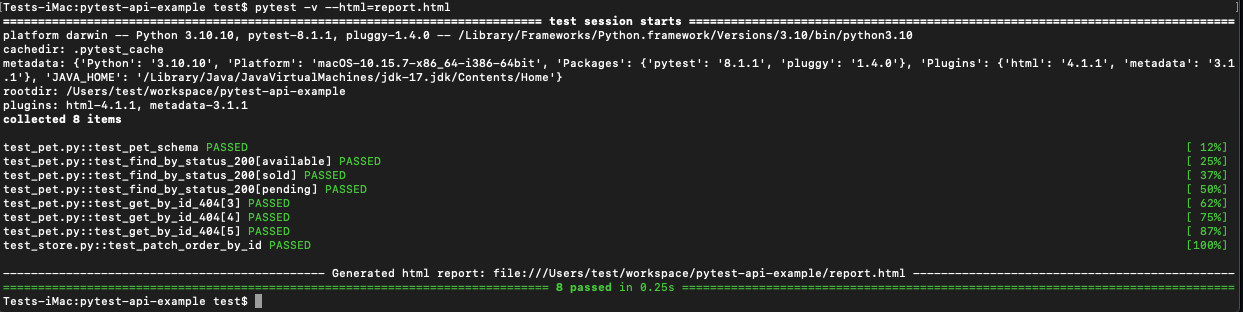 [Tests-iMac:pytest-api-example test$ pytest -v --html=report.html ]
============================================================================= test session starts ==============================================================================
platform darwin -- Python 3.10.10, pytest-8.1.1, pluggy-1.4.0 -- /Library/Frameworks/Python.framework/Versions/3.10/bin/python3.10
cachedir: .pytest_cache
metadata: {'Python': '3.10.10', 'Platform': 'macOS-10.15.7-x86_64-i386-64bit', 'Packages': {'pytest': '8.1.1', 'pluggy': '1.4.0'}, 'Plugins': {'html': '4.1.1', 'metadata': '3.1
.1'}, 'JAVA_HOME': '/Library/Java/JavaVirtualMachines/jdk-17.jdk/Contents/Home'}
rootdir: /Users/test/workspace/pytest-api-example
plugins: html-4.1.1, metadata-3.1.1
collected 8 items
test_pet.py::test_pet_schema PASSED [ 12%]
test_pet.py::test_find_by_status_200[available] PASSED [ 25%]
test_pet.py::test_find_by_status_200[sold] PASSED [ 37%]
test_pet.py::test_find_by_status_200[pending] PASSED [ 50%]
test_pet.py::test_get_by_id_404[3] PASSED [ 62%]
test_pet.py::test_get_by_id_404[4] PASSED [ 75%]
test_pet.py::test_get_by_id_404[5] PASSED [ 87%]
test_store.py::test_patch_order_by_id PASSED [100%]
---------------------------------------------- Generated html report: file:///Users/test/workspace/pytest-api-example/report.html ----------------------------------------------
============================================================================== 8 passed in 0.25s ===============================================================================
Tests-iMac:pytest-api-example test$